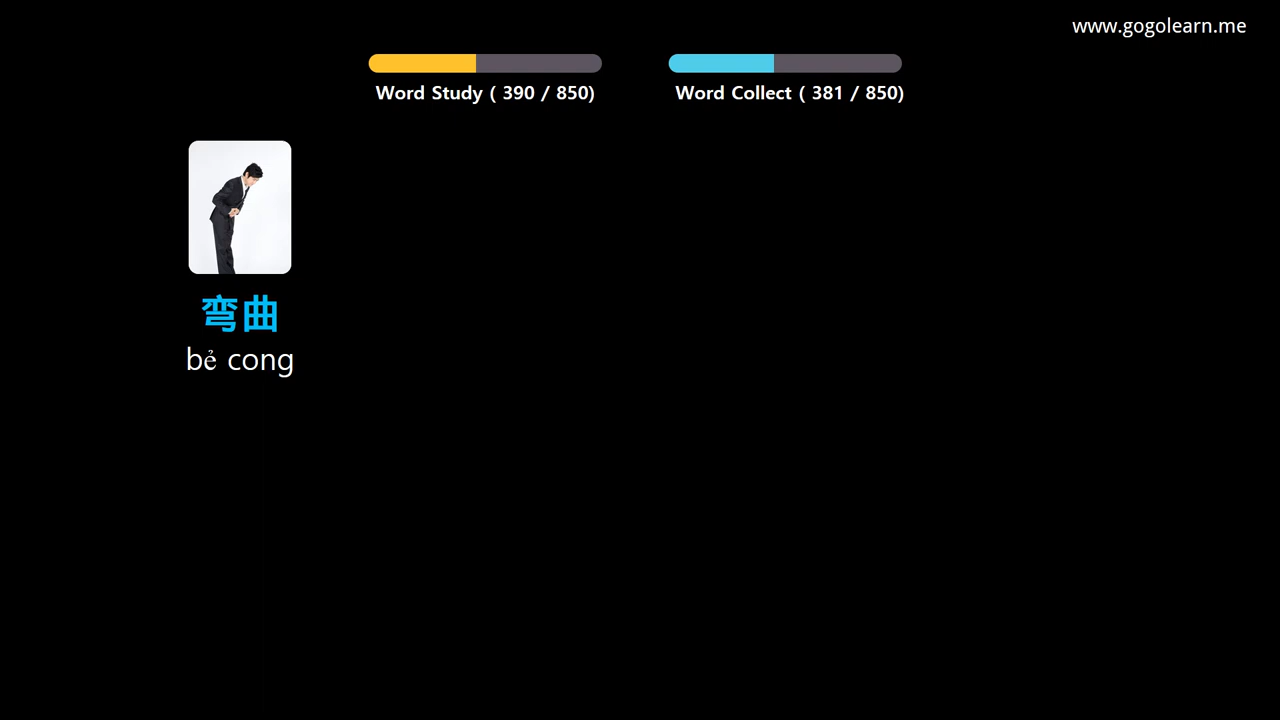 www.gogolearn.me
Word Study ( 390 / 850)
Word Collect ( 381 / 850)
弯曲
bẻ cong